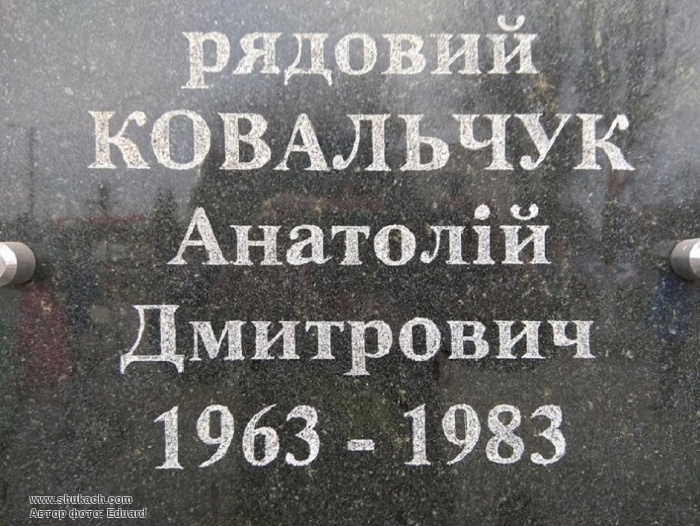 рядовий
КОВАЛЬЧУК
Анатолій
Дмитрович
1963 - 1983
www.shukach.com
Автор фото: Eduard